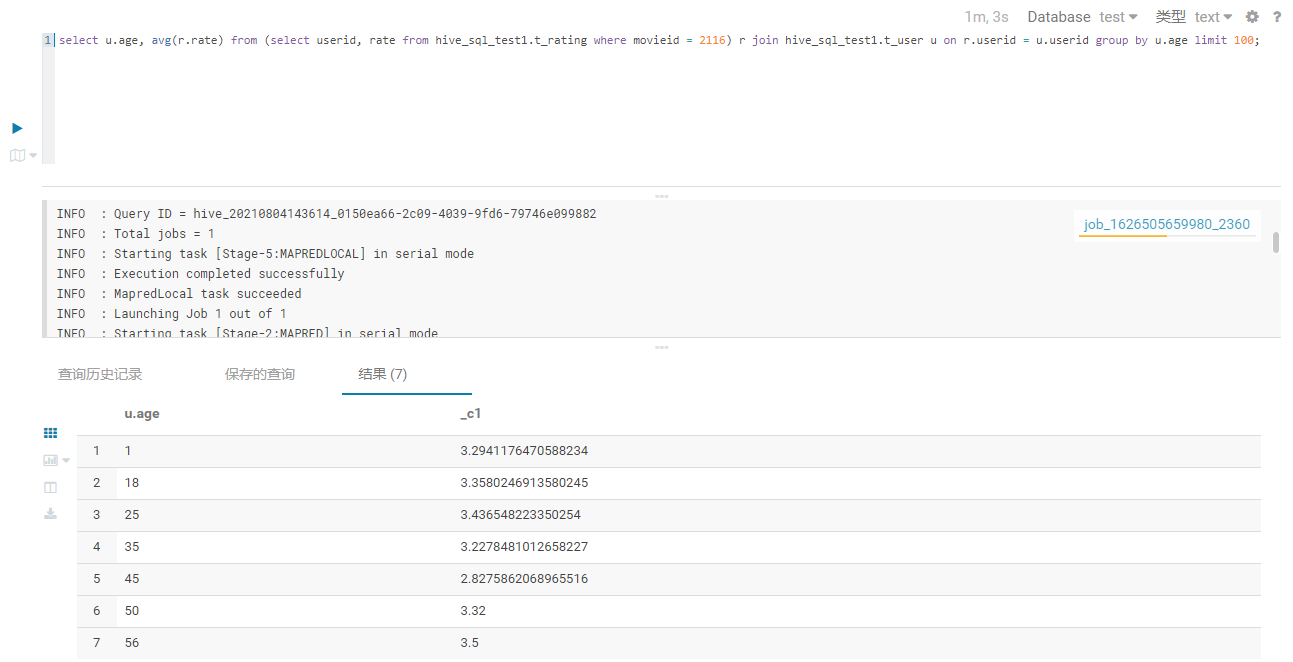 1m, 3s Database test 类型 text ?
1 select u.age, avg(r.rate) from (select userid, rate from hive_sql_test1.t_rating where movieid = 2116) r join hive_sql_test1.t_user u on r.userid = u.userid group by u.age limit 100;
INFO : Query ID = hive_20210804143614_0150ea66-2c09-4039-9fd6-79746e099882
job_1626505659980_2360
INFO : Total jobs = 1
INFO : Starting task [Stage-5:MAPREDLOCAL] in serial mode
INFO : Execution completed successfully
INFO : MapredLocal task succeeded
INFO : Launching Job 1 out of 1
INFO : Starting task [Stage-2:MAPRED] in serial mode
查询历史记录 保存的查询 结果 (7)
u.age _c1
1 1 3.2941176470588234
2 18 3.3580246913580245
3 25 3.436548223350254
4 35 3.2278481012658227
5 45 2.8275862068965516
6 50 3.32
7 56 3.5